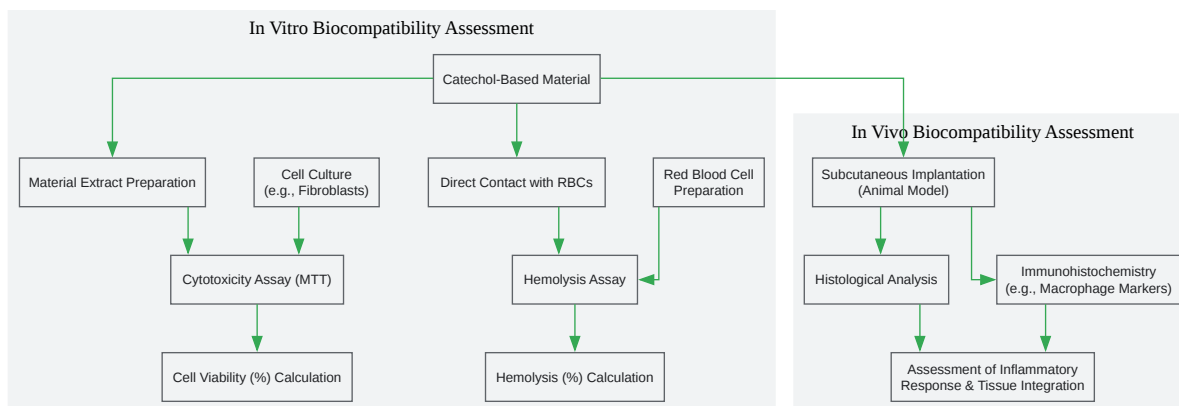 In Vitro Biocompatibility Assessment
Catechol-Based Material
In Vivo Biocompatibility Assessment
Material Extract Preparation
Cell Culture
(e.g., Fibroblasts)
Direct Contact with RBCs
Red Blood Cell
Preparation
Subcutaneous Implantation
(Animal Model)
Cytotoxicity Assay (MTT)
Hemolysis Assay
Histological Analysis
Immunohistochemistry
(e.g., Macrophage Markers)
Cell Viability (%) Calculation
Hemolysis (%) Calculation
Assessment of Inflammatory
Response & Tissue Integration